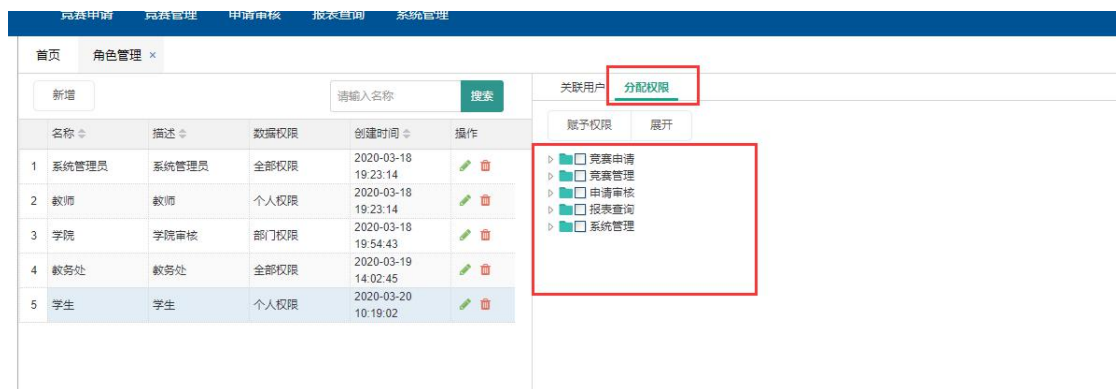 竞赛申请 竞赛管理 申请审核 报表查询 系统管理
首页 角色管理 ×
新增 请输入名称 搜索
名称 描述 数据权限 创建时间 操作
1 系统管理员 系统管理员 全部权限 2020-03-18 19:23:14
2 教师 教师 个人权限 2020-03-18 19:23:14
3 学院 学院审核 部门权限 2020-03-18 19:54:43
4 教务处 教务处 全部权限 2020-03-19 14:02:45
5 学生 学生 个人权限 2020-03-20 10:19:02
关联用户 分配权限
赋予权限 展开
竞赛申请
竞赛管理
申请审核
报表查询
系统管理